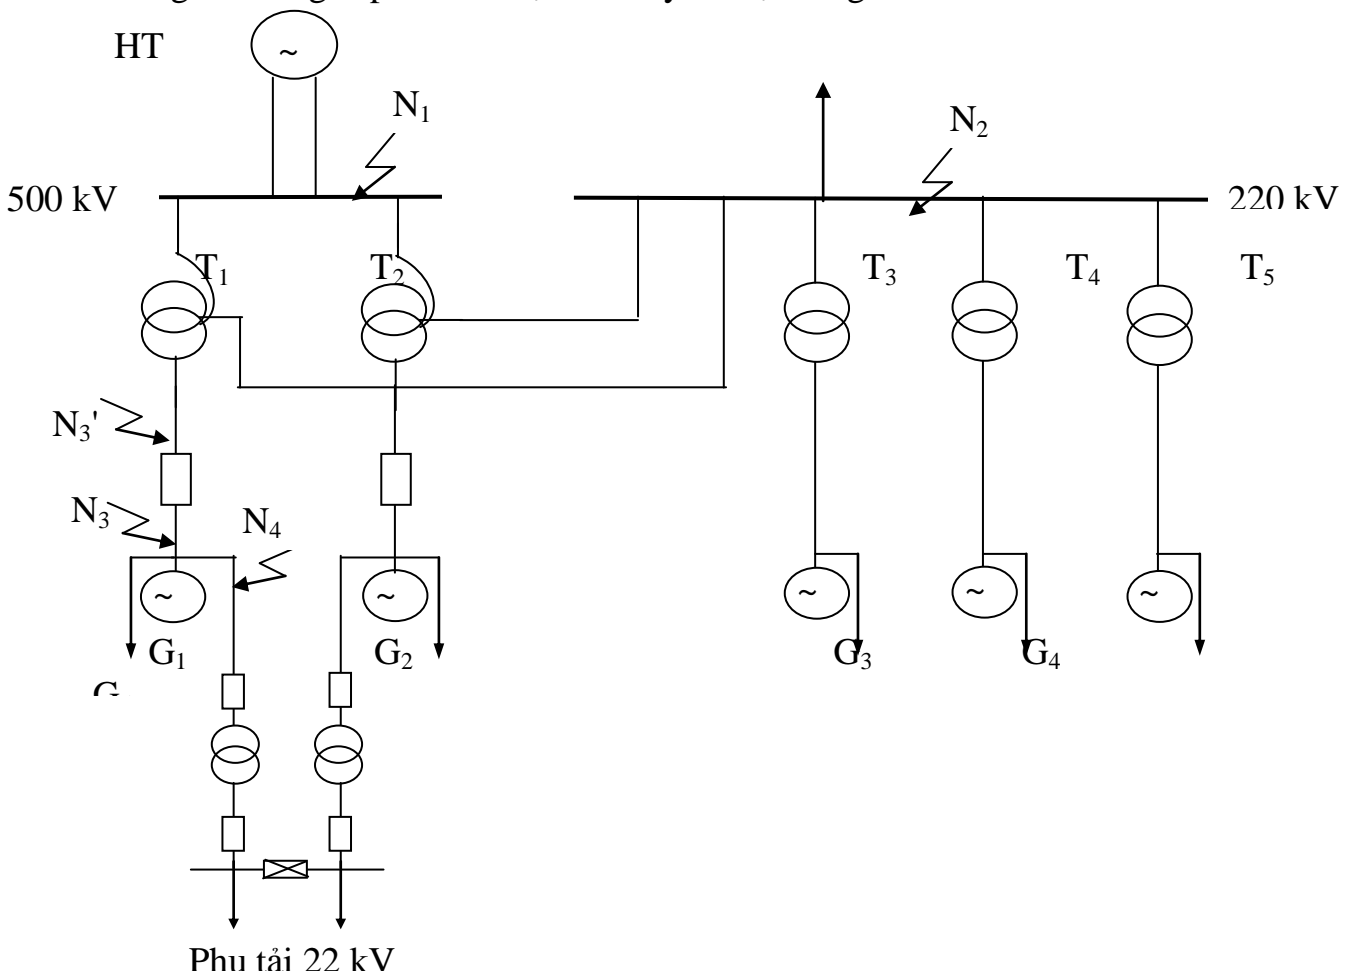 HT
N₁
N₂
500 kV
220 kV
T₁
T₂
T₃
T₄
T₅
N₃'
N₃
N₄
G₁
G₂
G₃
G₄
Phụ tải 22 kV